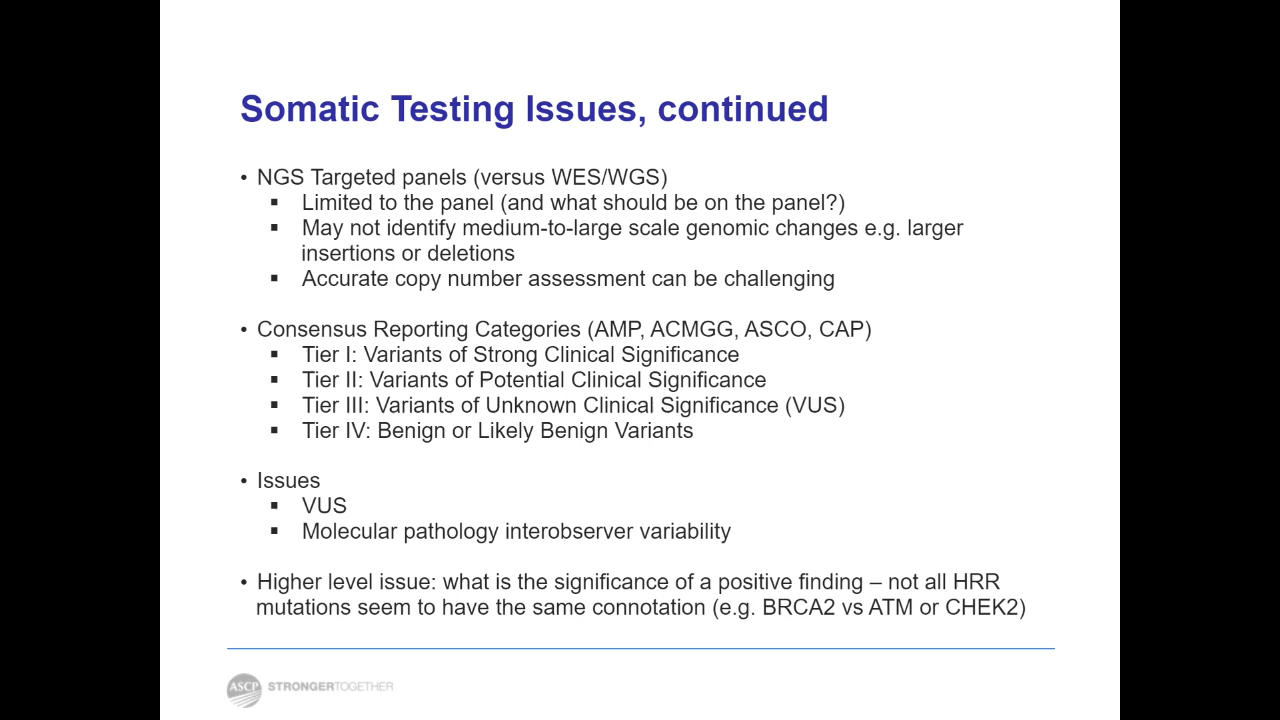 Somatic Testing Issues, continued
• NGS Targeted panels (versus WES/WGS)
▪ Limited to the panel (and what should be on the panel?)
▪ May not identify medium-to-large scale genomic changes e.g. larger
insertions or deletions
▪ Accurate copy number assessment can be challenging
• Consensus Reporting Categories (AMP, ACMGG, ASCO, CAP)
▪ Tier I: Variants of Strong Clinical Significance
▪ Tier II: Variants of Potential Clinical Significance
▪ Tier III: Variants of Unknown Clinical Significance (VUS)
▪ Tier IV: Benign or Likely Benign Variants
• Issues
▪ VUS
▪ Molecular pathology interobserver variability
• Higher level issue: what is the significance of a positive finding – not all HRR
mutations seem to have the same connotation (e.g. BRCA2 vs ATM or CHEK2)
ASCP STRONGERTOGETHER